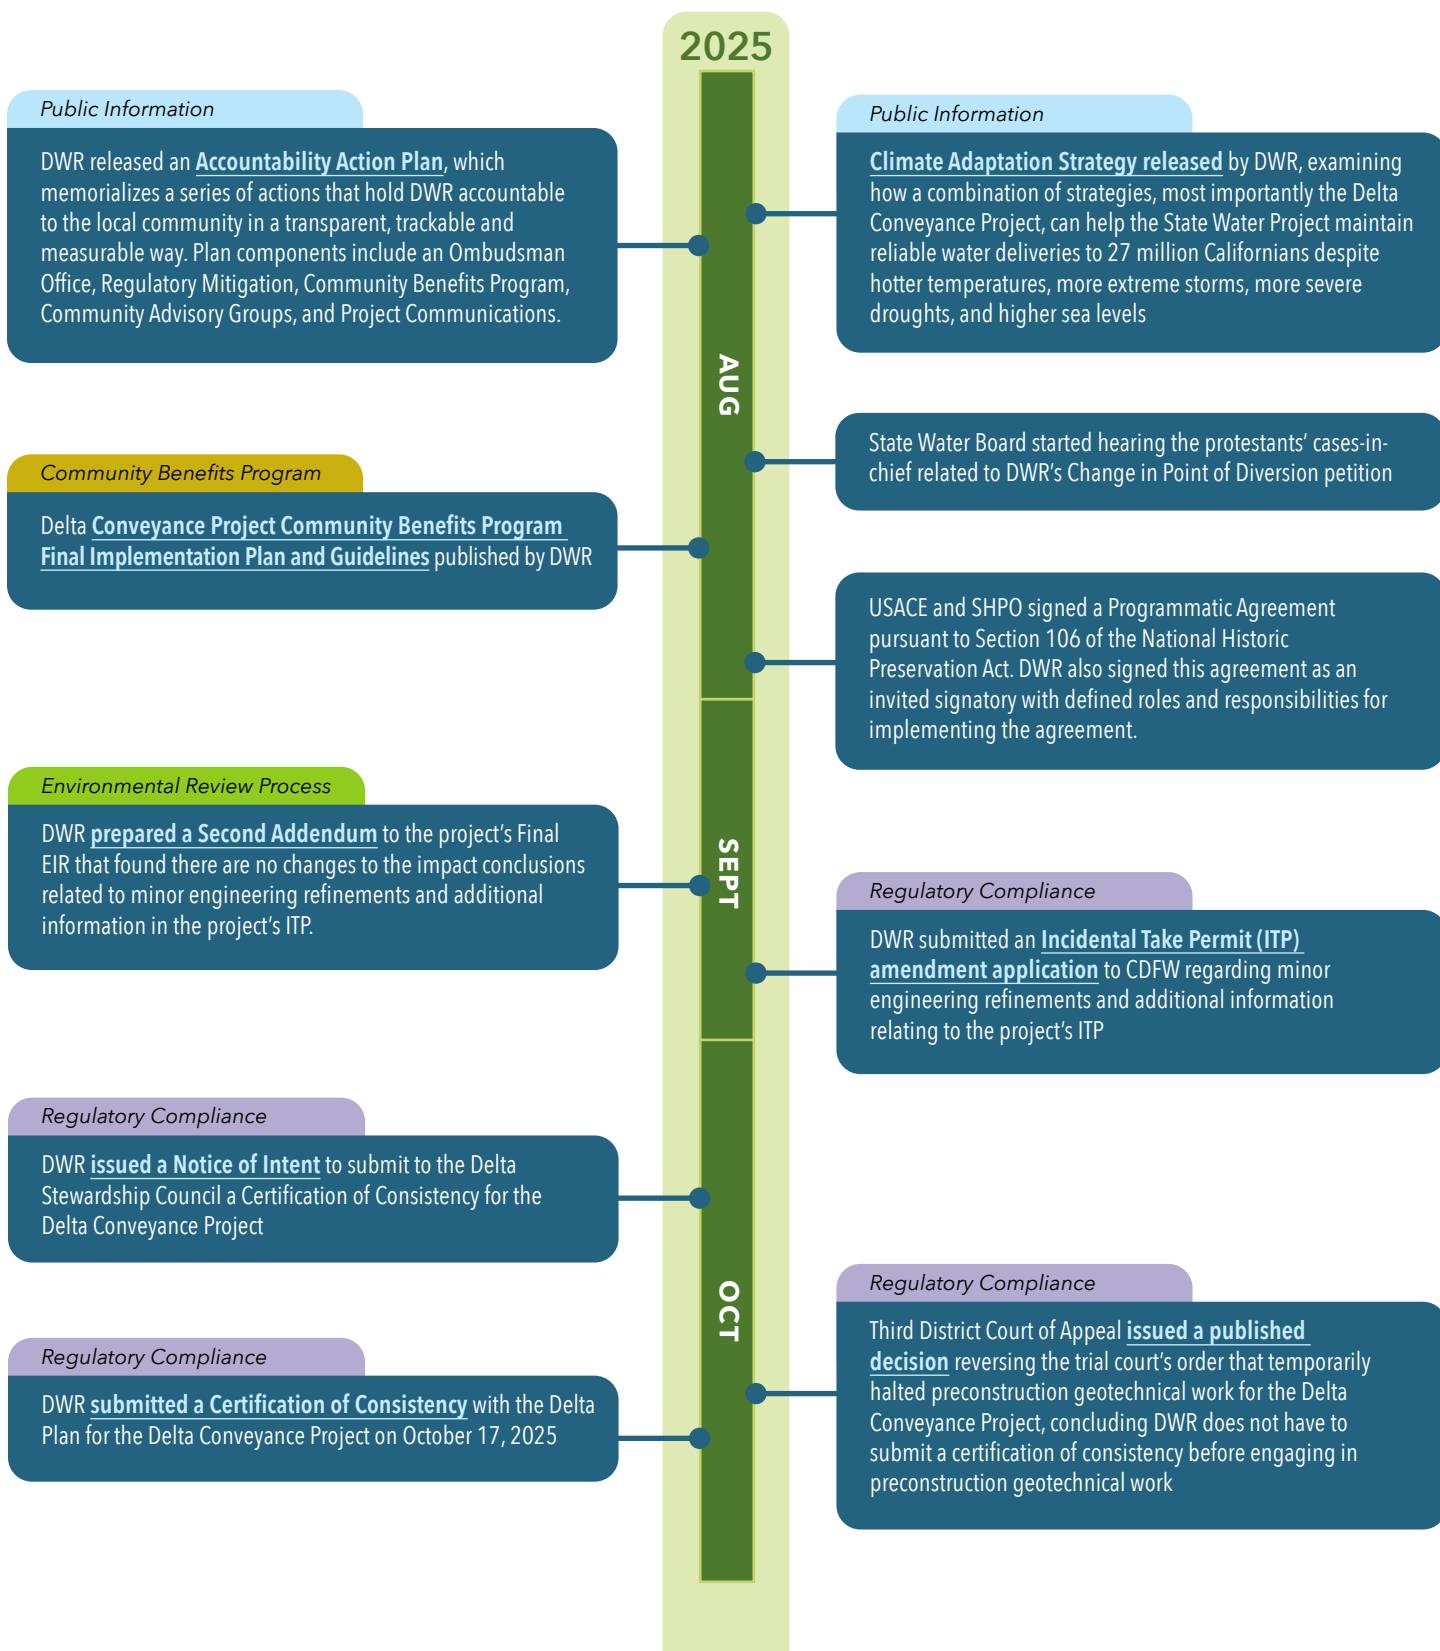 2025
Public Information
DWR released an Accountability Action Plan, which
memorializes a series of actions that hold DWR accountable
to the local community in a transparent, trackable and
measurable way. Plan components include an Ombudsman
Office, Regulatory Mitigation, Community Benefits Program,
Community Advisory Groups, and Project Communications.
Public Information
Climate Adaptation Strategy released by DWR, examining
how a combination of strategies, most importantly the Delta
Conveyance Project, can help the State Water Project maintain
reliable water deliveries to 27 million Californians despite
hotter temperatures, more extreme storms, more severe
droughts, and higher sea levels
AUG
State Water Board started hearing the protestants’ cases-in-
chief related to DWR’s Change in Point of Diversion petition
Community Benefits Program
Delta Conveyance Project Community Benefits Program
Final Implementation Plan and Guidelines published by DWR
USACE and SHPO signed a Programmatic Agreement
pursuant to Section 106 of the National Historic
Preservation Act. DWR also signed this agreement as an
invited signatory with defined roles and responsibilities for
implementing the agreement.
Environmental Review Process
DWR prepared a Second Addendum to the project’s Final
EIR that found there are no changes to the impact conclusions
related to minor engineering refinements and additional
information in the project’s ITP.
SEPT
Regulatory Compliance
DWR submitted an Incidental Take Permit (ITP)
amendment application to CDFW regarding minor
engineering refinements and additional information
relating to the project’s ITP
Regulatory Compliance
DWR issued a Notice of Intent to submit to the Delta
Stewardship Council a Certification of Consistency for the
Delta Conveyance Project
OCT
Regulatory Compliance
Third District Court of Appeal issued a published
decision reversing the trial court’s order that temporarily
halted preconstruction geotechnical work for the Delta
Conveyance Project, concluding DWR does not have to
submit a certification of consistency before engaging in
preconstruction geotechnical work
Regulatory Compliance
DWR submitted a Certification of Consistency with the Delta
Plan for the Delta Conveyance Project on October 17, 2025